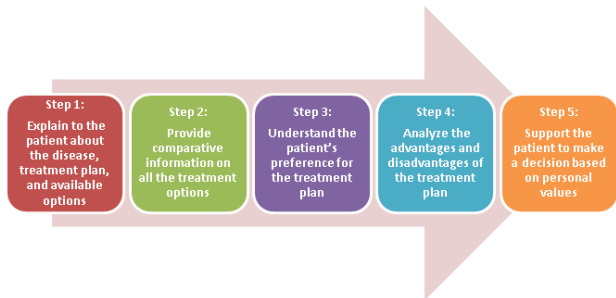 Step 1:
Explain to the
patient about
the disease,
treatment plan,
and available
options
Step 2:
Provide
comparative
information on
all the treatment
options
Step 3:
Understand the
patient's
preference for
the treatment
plan
Step 4:
Analyze the
advantages and
disadvantages of
the treatment
plan
Step 5:
Support the
patient to make
a decision based
on personal
values